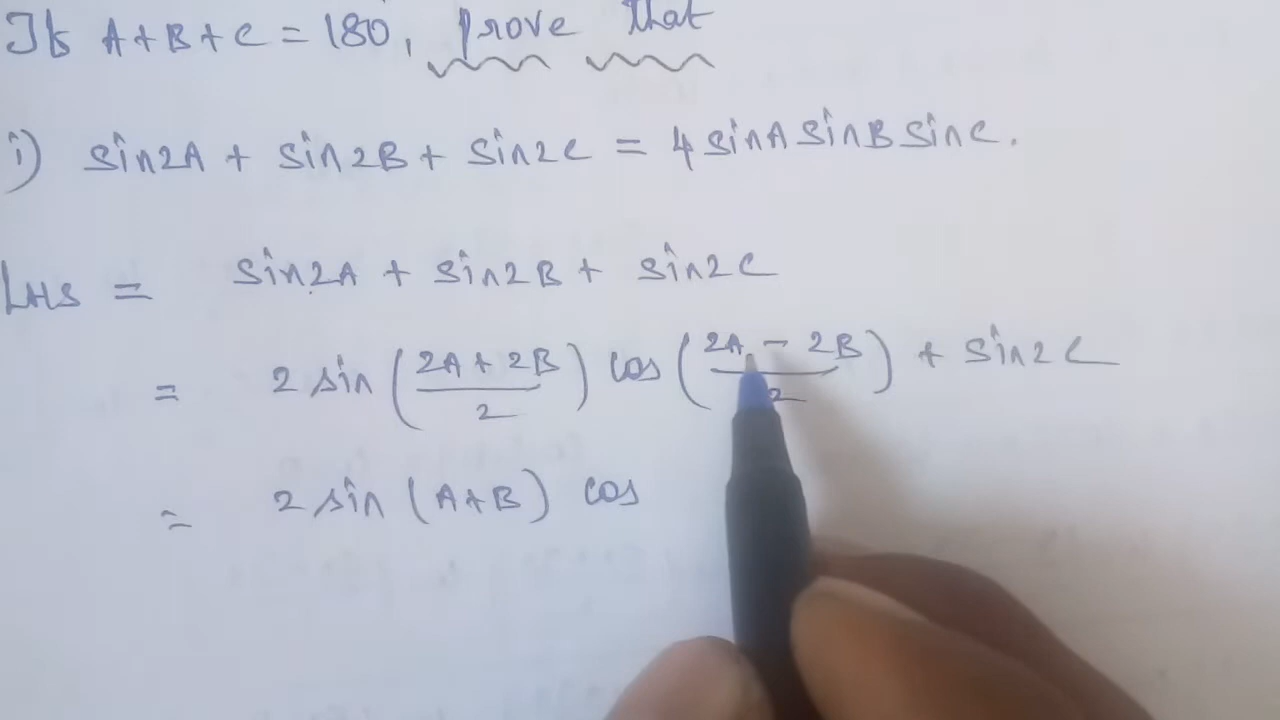 If A+B+C = 180, prove that
i) sin2A + sin2B + sin2C = 4 sinA sinB sinC.
LHS = sin2A + sin2B + sin2C
= 2 sin (2A + 2B / 2) cos (2A - 2B / 2) + sin2C
= 2 sin (A+B) cos